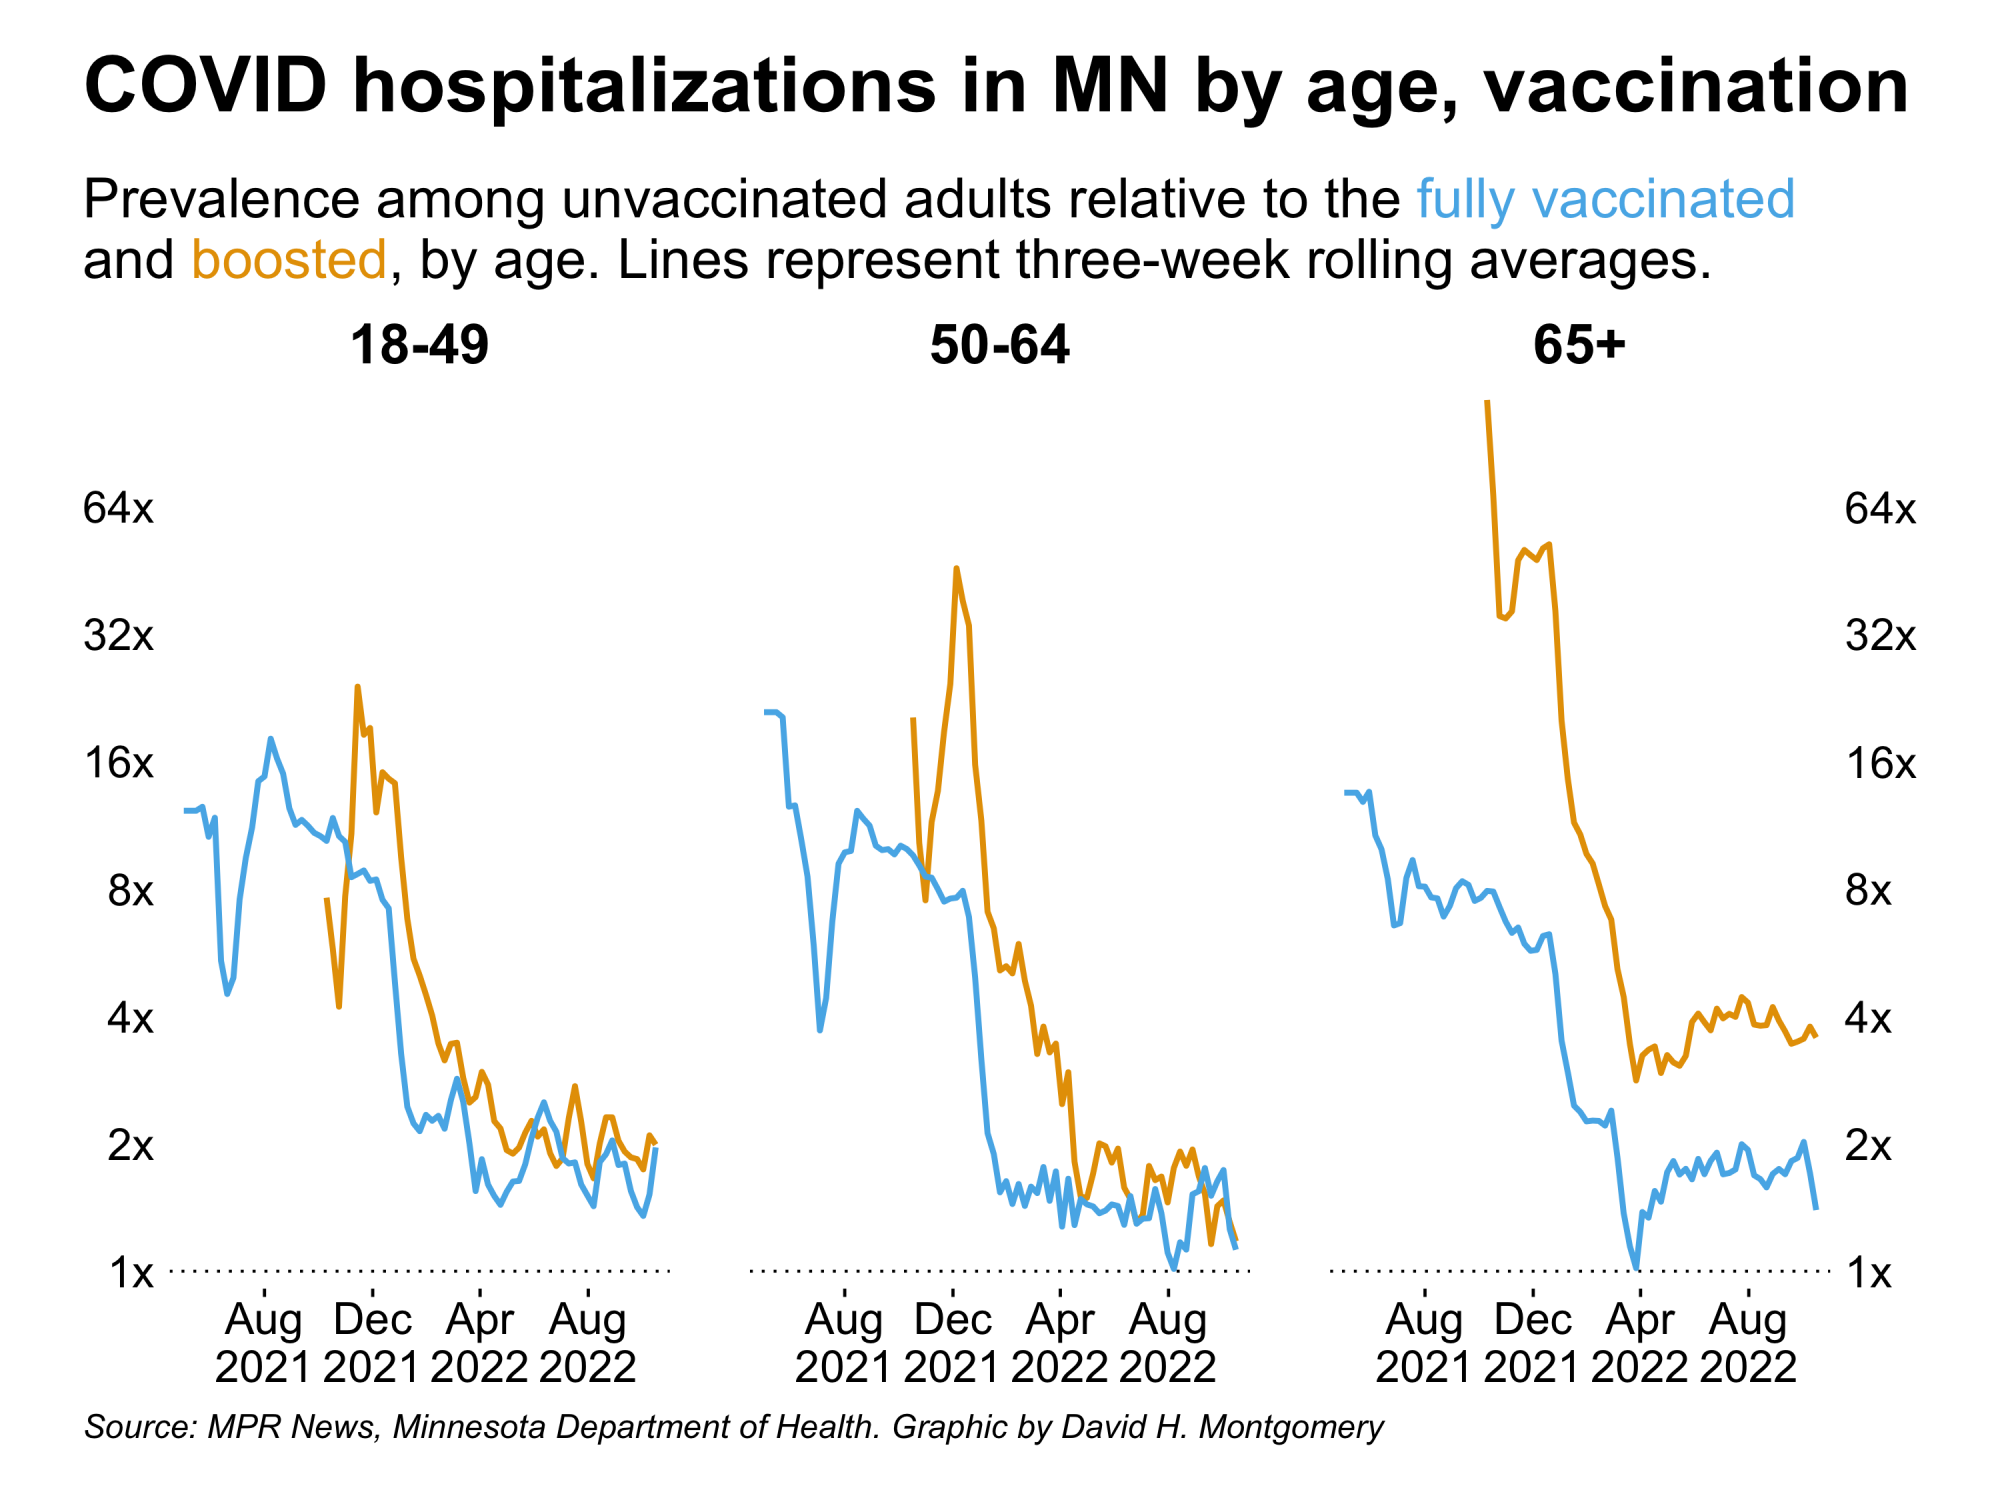 COVID hospitalizations in MN by age, vaccination
Prevalence among unvaccinated adults relative to the fully vaccinated
and boosted, by age. Lines represent three-week rolling averages.
18-49 50-64 65+
64x 64x
32x 32x
16x 16x
8x 8x
4x 4x
2x 2x
1x 1x
Aug Dec Apr Aug Aug Dec Apr Aug Aug Dec Apr Aug
2021 2021 2022 2022 2021 2021 2022 2022 2021 2021 2022 2022
Source: MPR News, Minnesota Department of Health. Graphic by David H. Montgomery